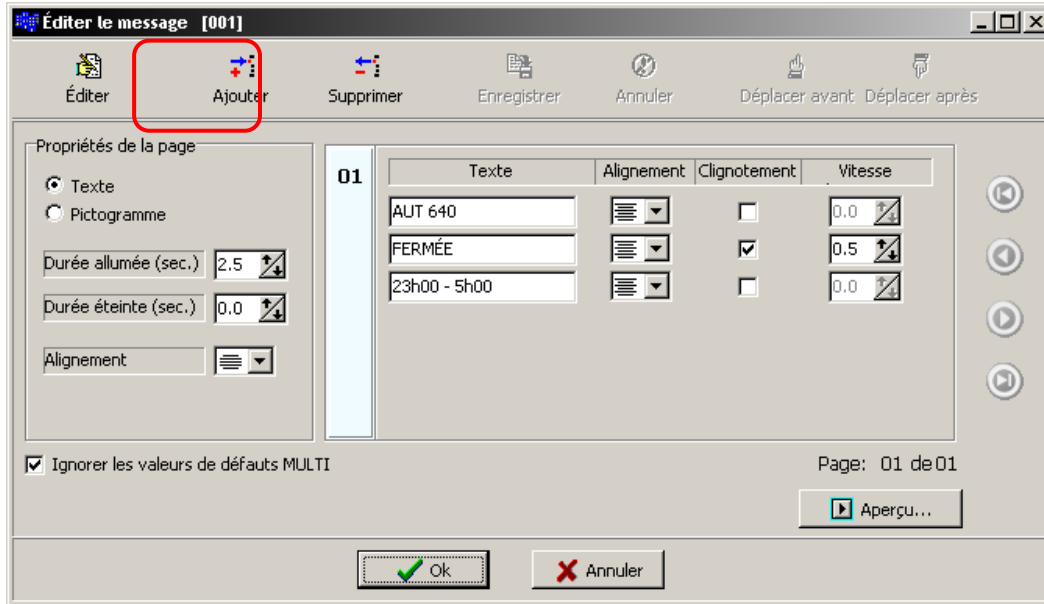 Éditer le message [001]
Éditer Ajouter Supprimer Enregistrer Annuler Déplacer avant Déplacer après
Propriétés de la page
Texte
Pictogramme
Durée allumée (sec.) 2.5
Durée éteinte (sec.) 0.0
Alignement
01
Texte Alignement Clignotement Vitesse
AUT 640 0.0
FERMÉE 0.5
23h00 - 5h00 0.0
Ignorer les valeurs de défauts MULTI
Page: 01 de 01
Aperçu...
Ok Annuler